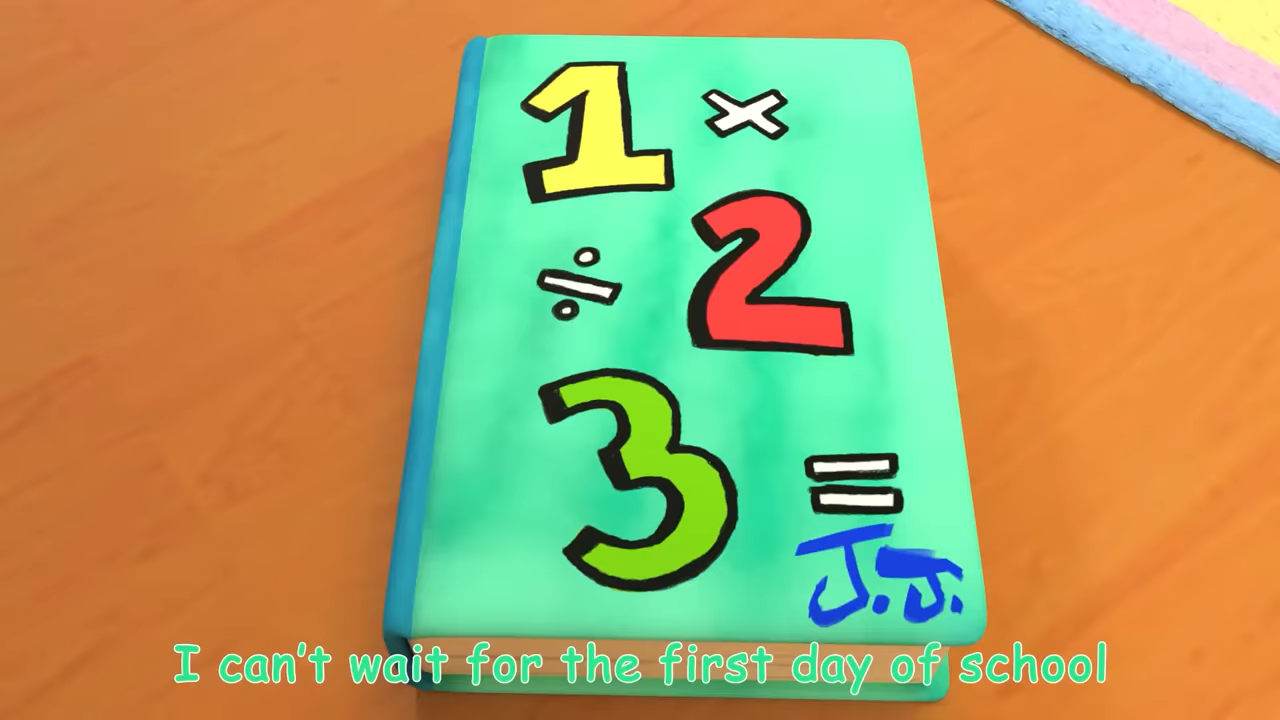 1 ×
÷ 2
3 =
J.J.
I can't wait for the first day of school